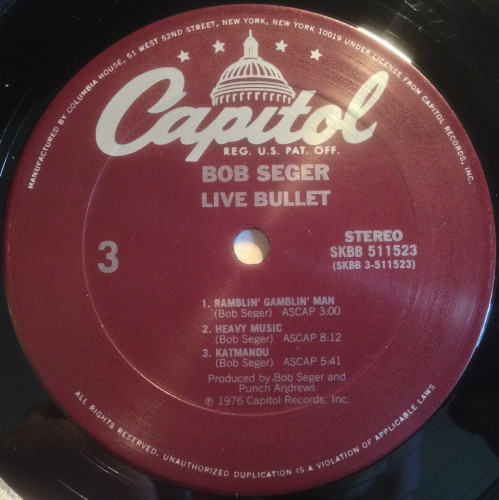 MANUFACTURED BY COLUMBIA HOUSE, 51 WEST 52ND STREET, NEW YORK, NEW YORK 10019 UNDER LICENSE FROM CAPITOL RECORDS, INC.
Capitol
REG. U.S. PAT. OFF.
BOB SEGER
LIVE BULLET
3
STEREO
SKBB 511523
(SKBB 3-511523)
1. RAMBLIN' GAMBLIN' MAN
(Bob Seger) ASCAP 3:00
2. HEAVY MUSIC
(Bob Seger) ASCAP 8:12
3. KATMANDU
(Bob Seger) ASCAP 5:41
Produced by Bob Seger and
Punch Andrews
℗ 1976 Capitol Records, Inc.
ALL RIGHTS RESERVED. UNAUTHORIZED DUPLICATION IS A VIOLATION OF APPLICABLE LAWS